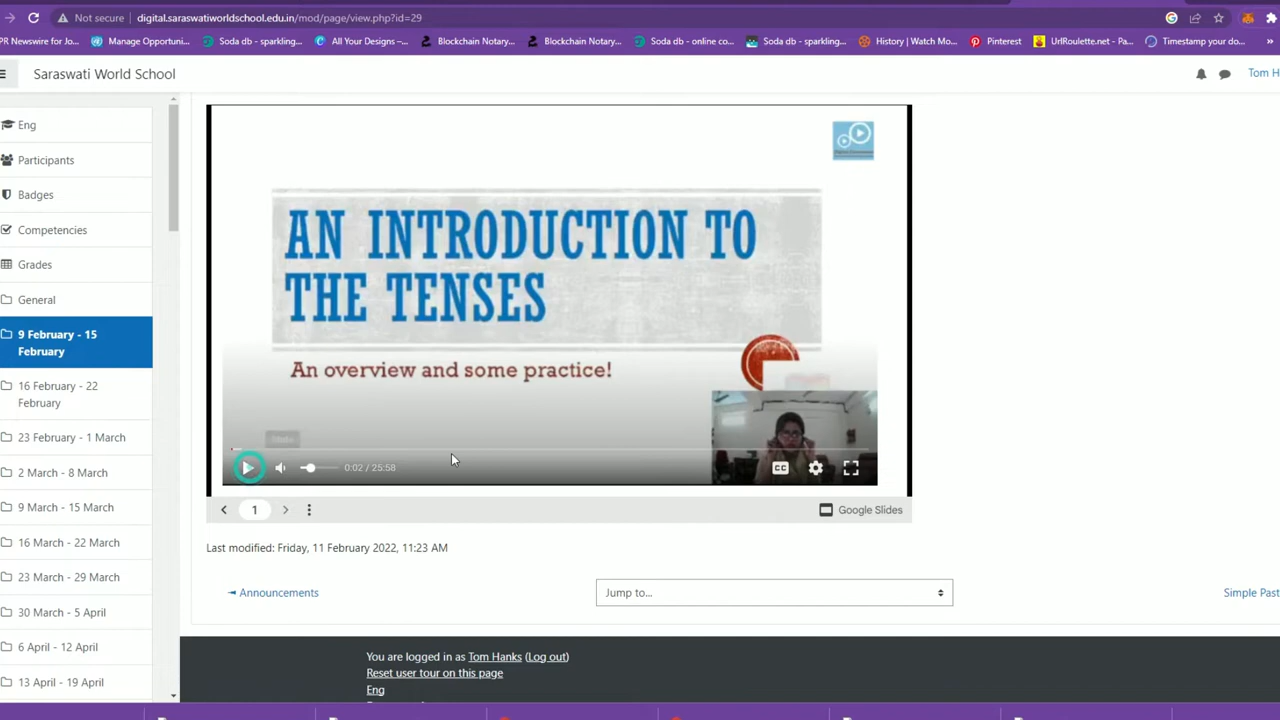 Not secure
digital.saraswatiworldschool.edu.in/mod/page/view.php?id=29
PR Newswire for Jo...
Manage Opportuni...
Soda db - sparkling...
All Your Designs –...
Blockchain Notary...
Blockchain Notary...
Soda db - online co...
Soda db - sparkling...
History | Watch Mo...
Pinterest
UrlRoulette.net - Pa...
Timestamp your do...
»
Saraswati World School
Tom H
Eng
Participants
Badges
Competencies
Grades
General
9 February - 15
February
16 February - 22
February
23 February - 1 March
2 March - 8 March
9 March - 15 March
16 March - 22 March
23 March - 29 March
30 March - 5 April
6 April - 12 April
13 April - 19 April
AN INTRODUCTION TO
THE TENSES
An overview and some practice!
Mute
0:02 / 25:58
CC
1
Google Slides
Last modified: Friday, 11 February 2022, 11:23 AM
◄ Announcements
Jump to...
Simple Past
You are logged in as Tom Hanks (Log out)
Reset user tour on this page
Eng